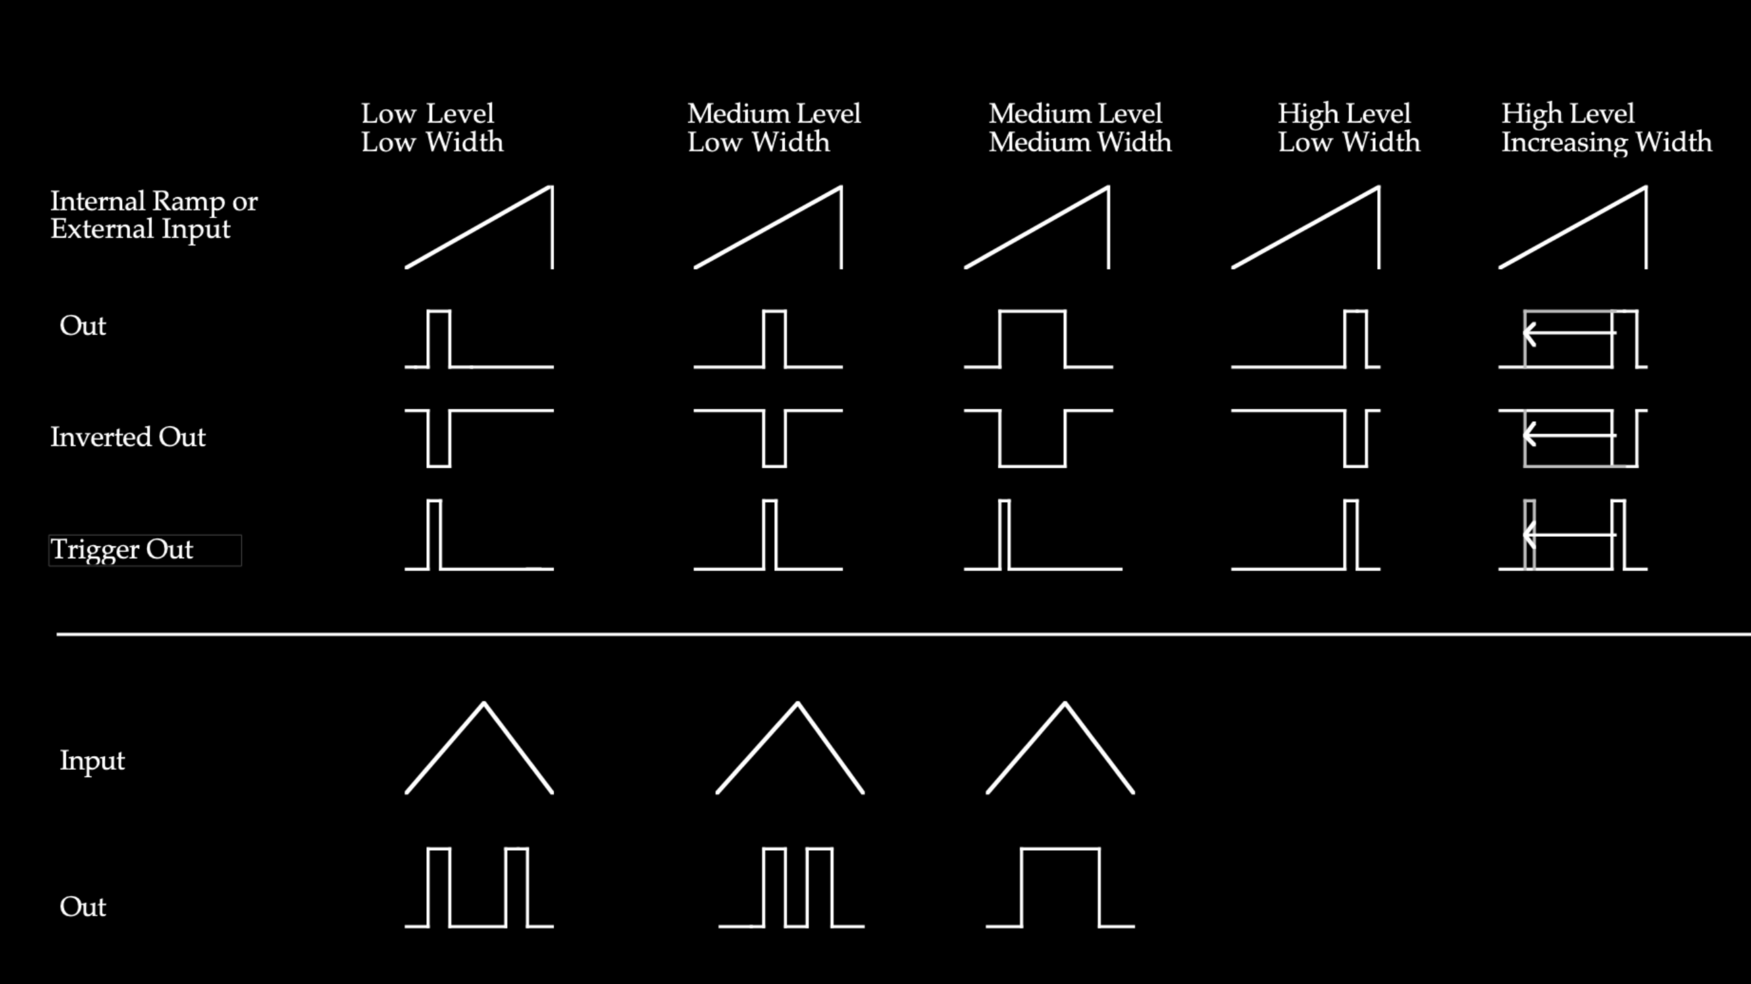 Low Level
Low Width
Medium Level
Low Width
Medium Level
Medium Width
High Level
Low Width
High Level
Increasing Width
Internal Ramp or
External Input
Out
Inverted Out
Trigger Out
Input
Out